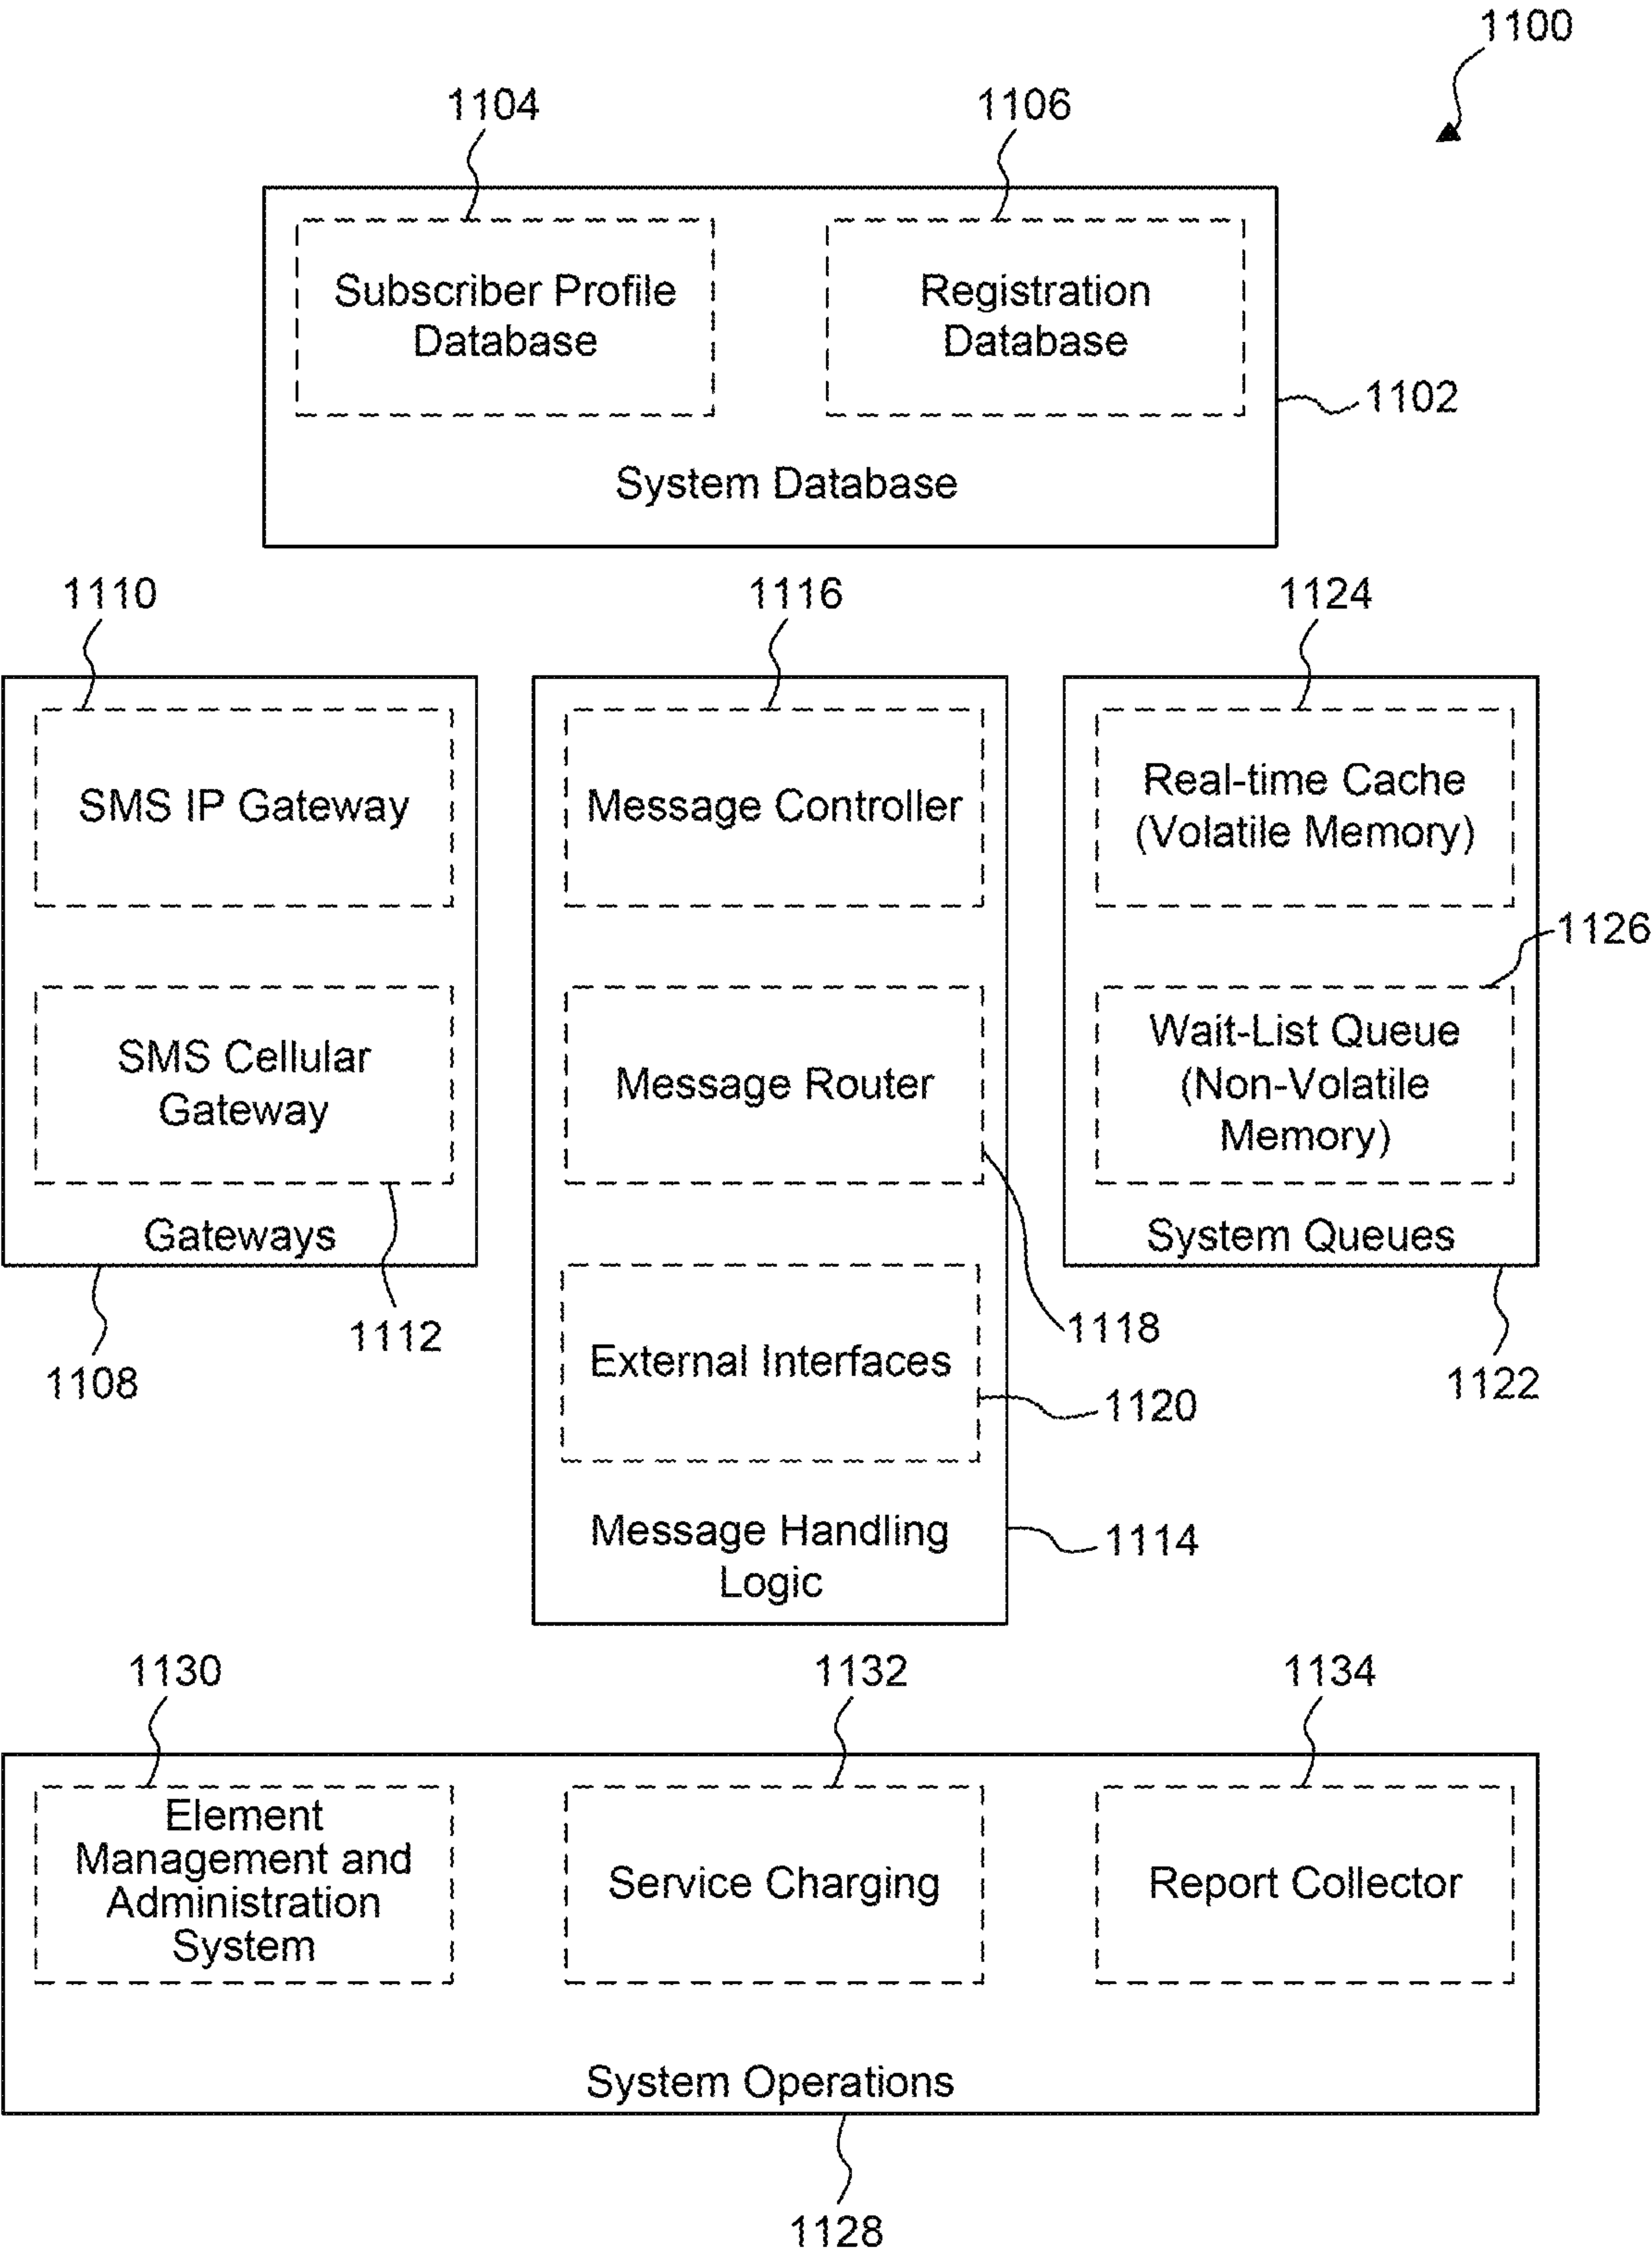 1100
1104
1106
Subscriber Profile
Database
Registration
Database
1102
System Database
1110
1116
1124
SMS IP Gateway
Message Controller
Real-time Cache
(Volatile Memory)
1126
SMS Cellular
Gateway
Message Router
Wait-List Queue
(Non-Volatile
Memory)
Gateways
System Queues
1112
1118
1108
External Interfaces
1120
1122
Message Handling
Logic
1114
1130
1132
1134
Element
Management and
Administration
System
Service Charging
Report Collector
System Operations
1128